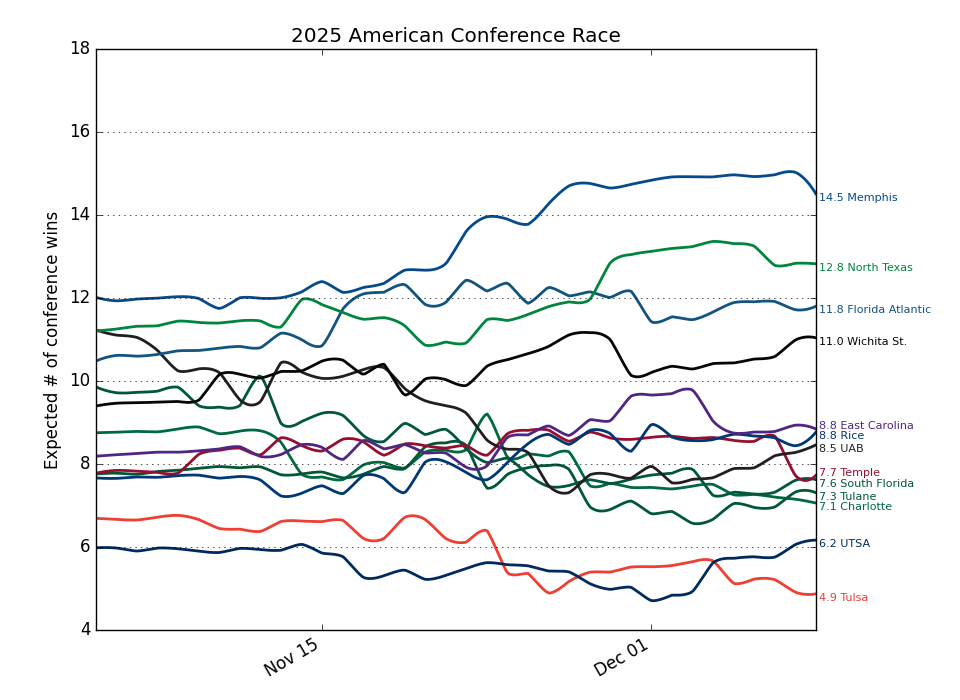 2025 American Conference Race
Expected # of conference wins
18
16
14
12
10
8
6
4
14.5 Memphis
12.8 North Texas
11.8 Florida Atlantic
11.0 Wichita St.
8.8 East Carolina
8.8 Rice
8.5 UAB
7.7 Temple
7.6 South Florida
7.3 Tulane
7.1 Charlotte
6.2 UTSA
4.9 Tulsa
Nov 15
Dec 01